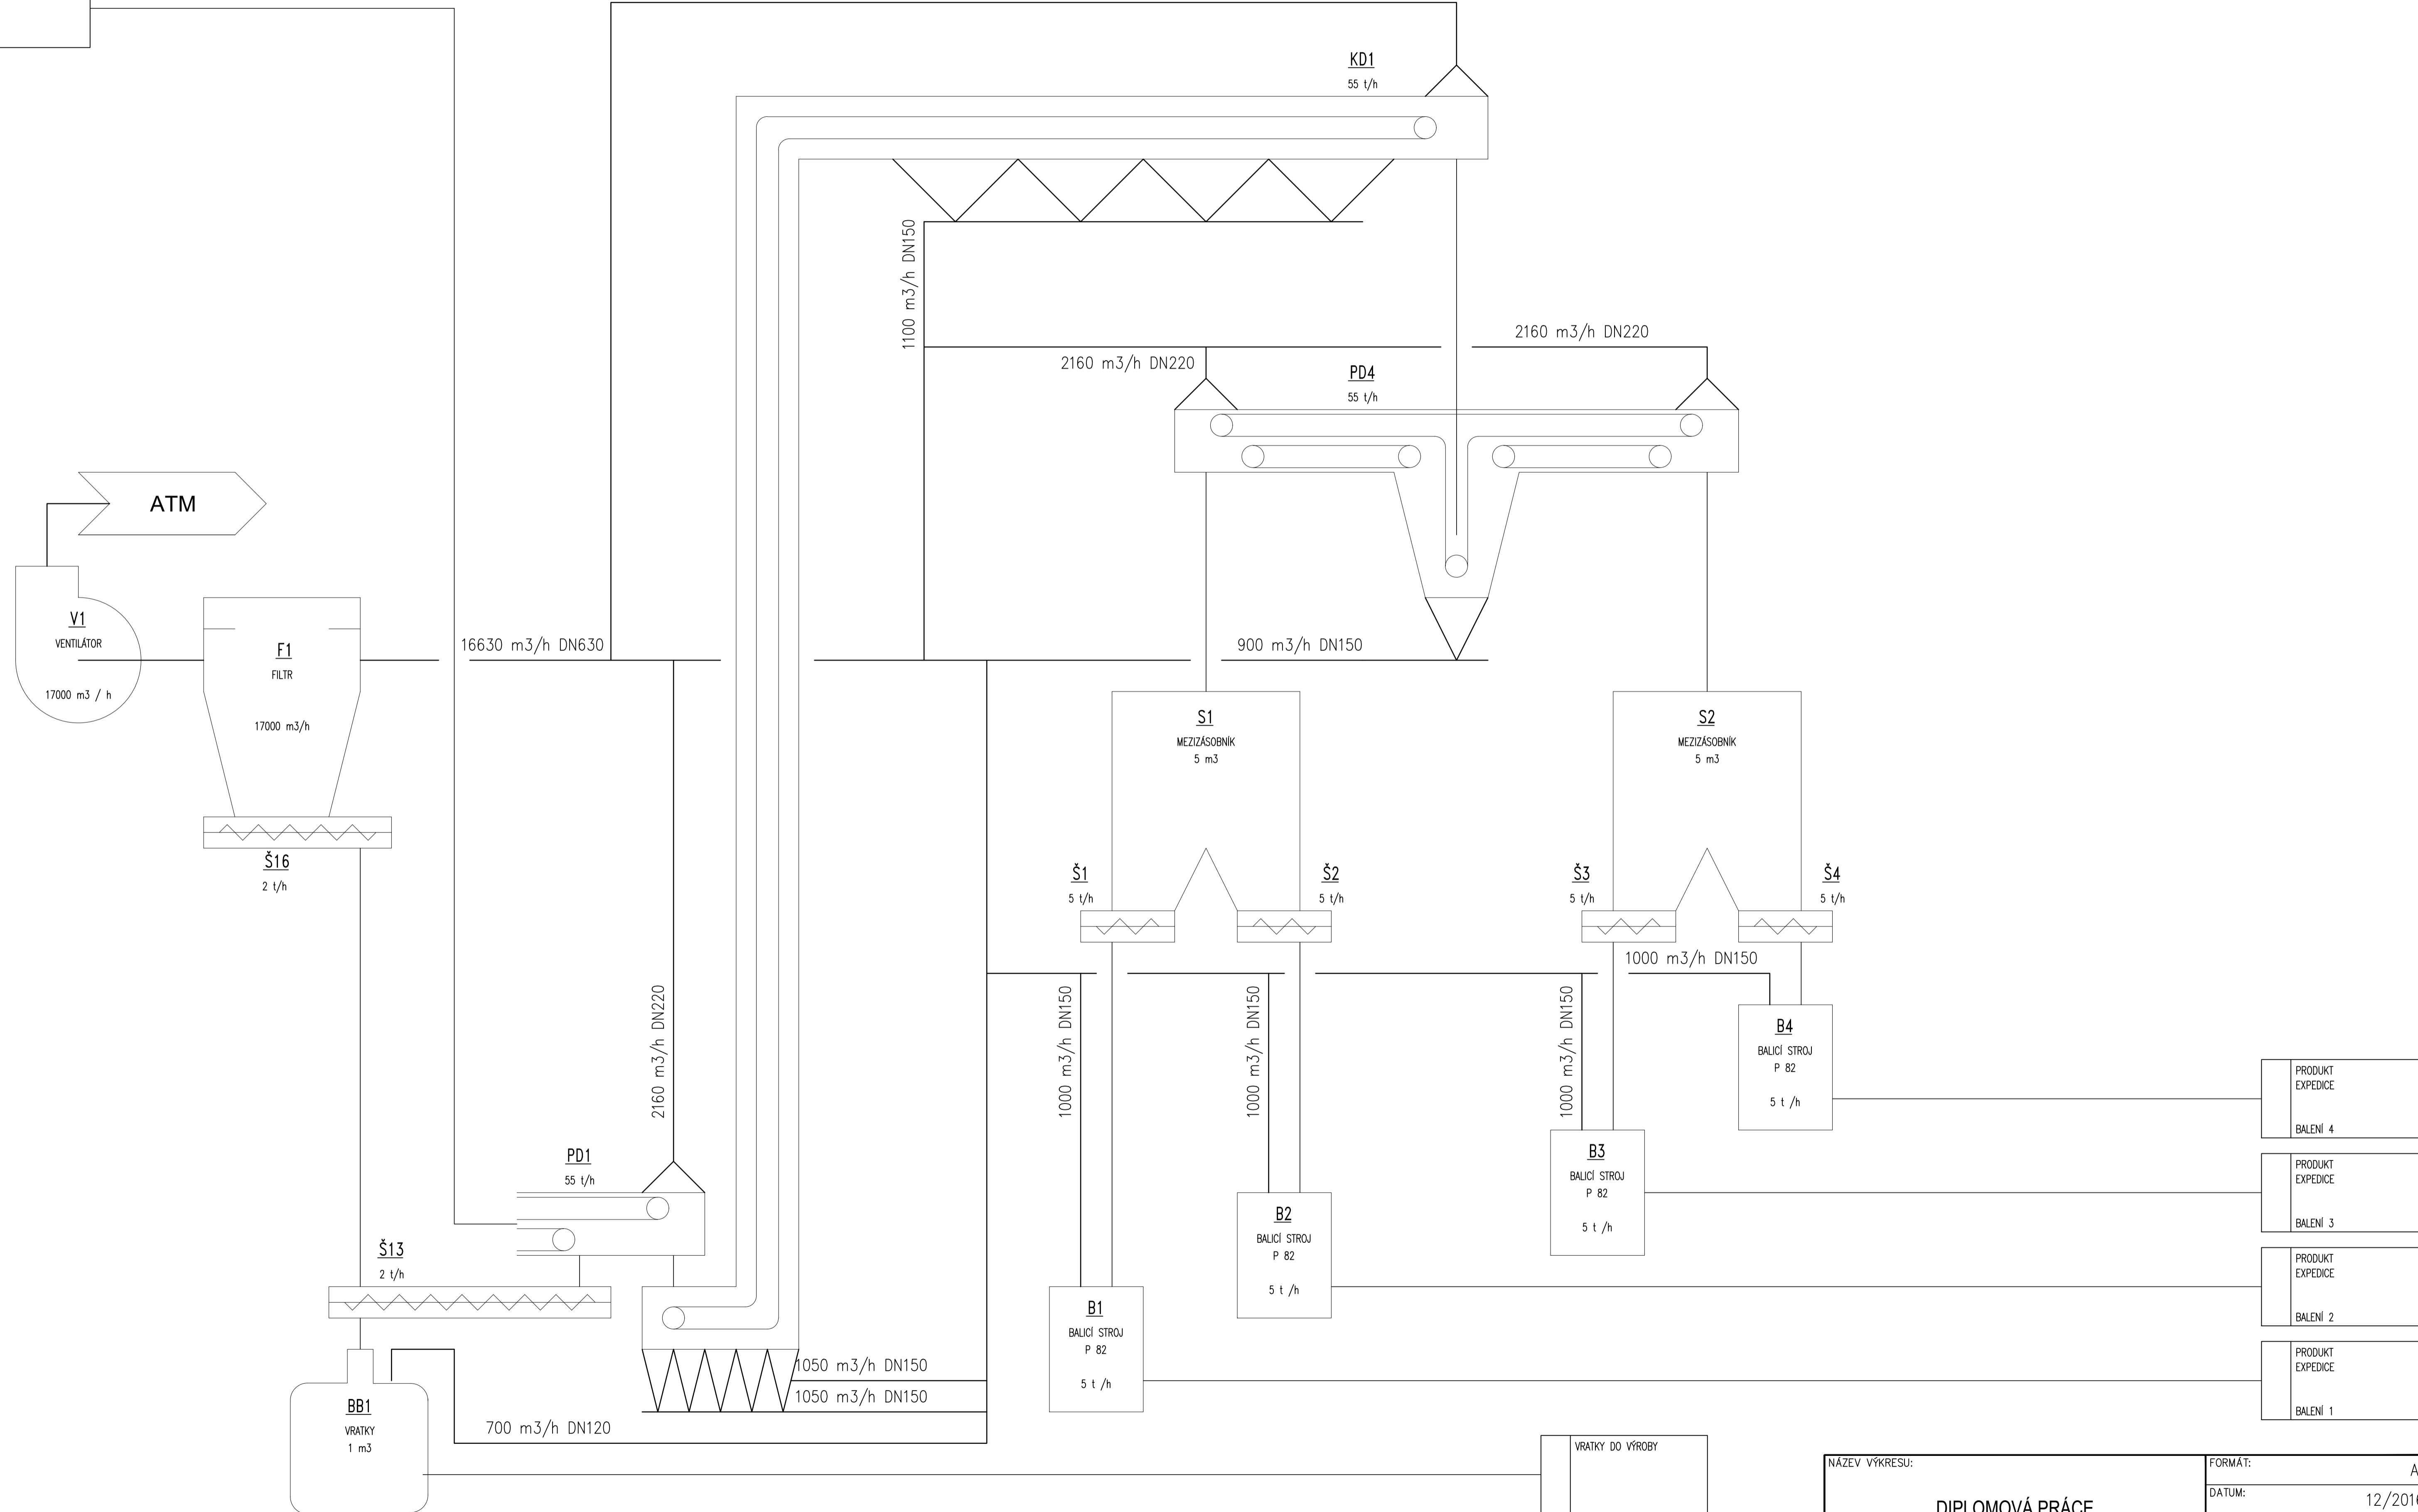 KD1
55 t/h
1100 m3/h DN150
2160 m3/h DN220
2160 m3/h DN220
PD4
55 t/h
ATM
V1
VENTILÁTOR
17000 m3 / h
F1
FILTR
17000 m3/h
16630 m3/h DN630
900 m3/h DN150
S1
MEZIZÁSOBNÍK
5 m3
S2
MEZIZÁSOBNÍK
5 m3
Š16
2 t/h
Š1
5 t/h
Š2
5 t/h
Š3
5 t/h
Š4
5 t/h
1000 m3/h DN150
2160 m3/h DN220
1000 m3/h DN150
1000 m3/h DN150
1000 m3/h DN150
B4
BALICÍ STROJ
P 82
5 t /h
PRODUKT
EXPEDICE
BALENÍ 4
PD1
55 t/h
B3
BALICÍ STROJ
P 82
5 t /h
PRODUKT
EXPEDICE
BALENÍ 3
B2
BALICÍ STROJ
P 82
5 t /h
PRODUKT
EXPEDICE
BALENÍ 2
Š13
2 t/h
B1
BALICÍ STROJ
P 82
5 t /h
PRODUKT
EXPEDICE
BALENÍ 1
1050 m3/h DN150
1050 m3/h DN150
BB1
VRATKY
1 m3
700 m3/h DN120
VRATKY DO VÝROBY
NÁZEV VÝKRESU:
DIPLOMOVÁ PRÁCE
FORMÁT:
A
DATUM:
12/2016